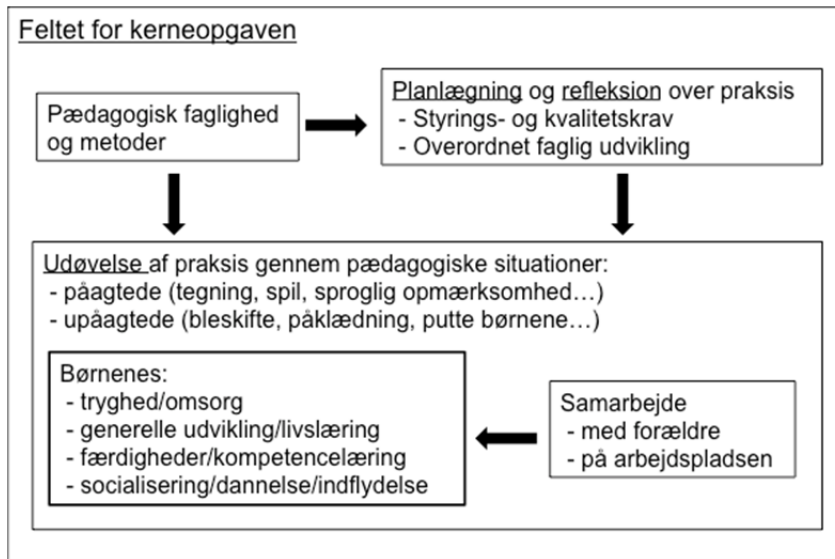 Feltet for kerneopgaven
Pædagogisk faglighed
og metoder
Planlægning og refleksion over praksis
- Styrings- og kvalitetskrav
- Overordnet faglig udvikling
Udøvelse af praksis gennem pædagogiske situationer:
- påagtede (tegning, spil, sproglig opmærksomhed…)
- upåagtede (bleskifte, påklædning, putte børnene…)
Børnenes:
- tryghed/omsorg
- generelle udvikling/livslæring
- færdigheder/kompetencelæring
- socialisering/dannelse/indflydelse
Samarbejde
- med forældre
- på arbejdspladsen